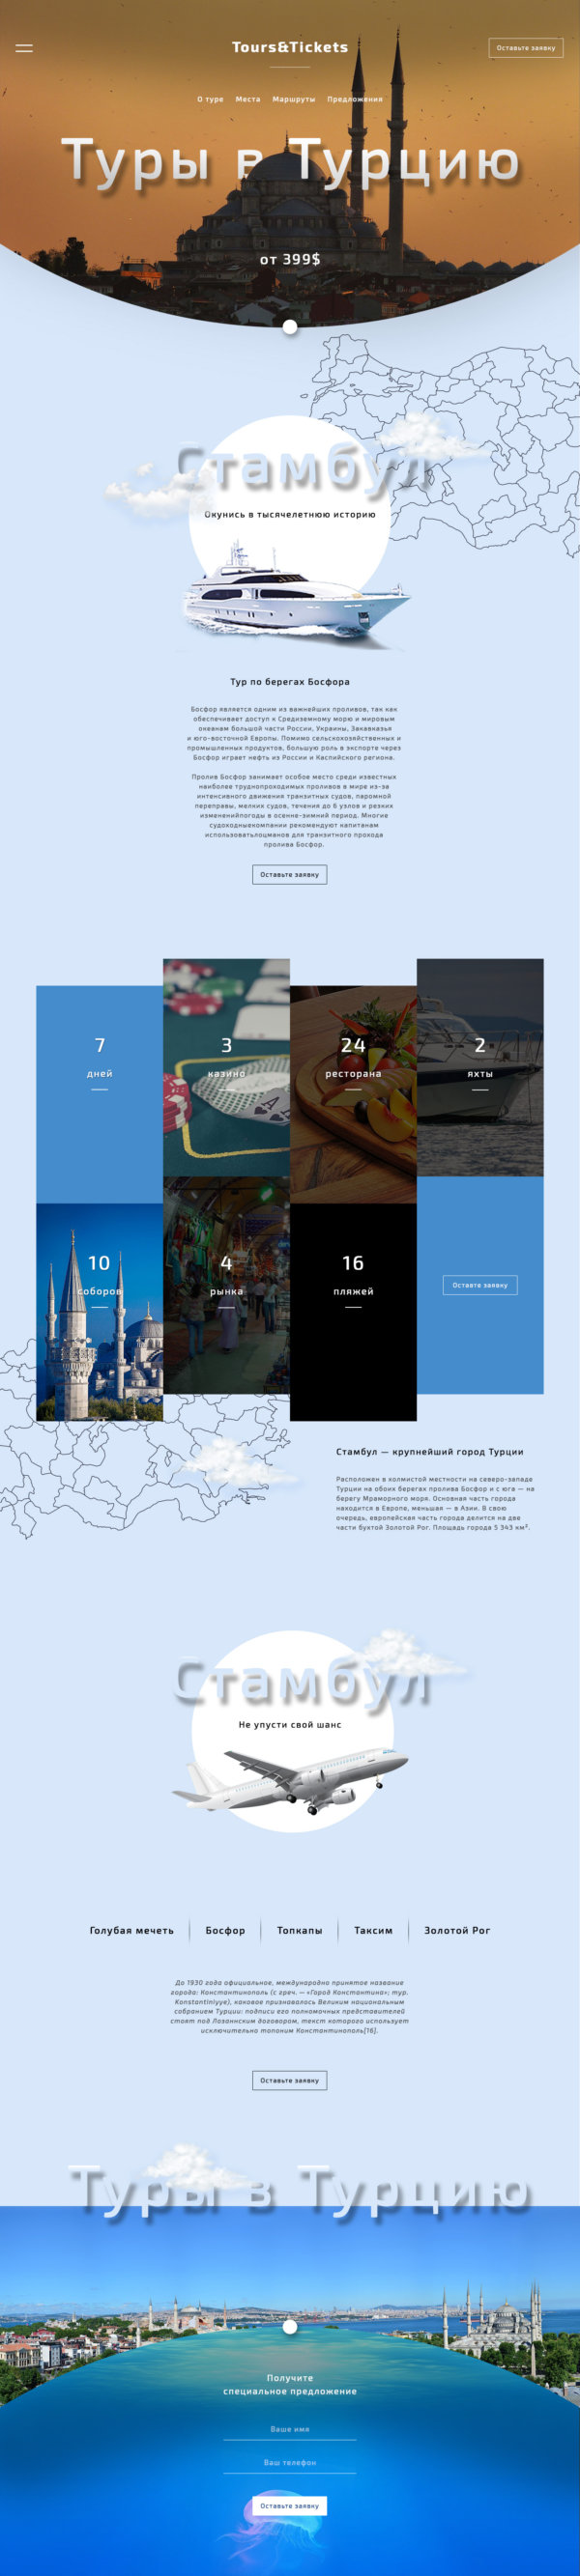 Tours&Tickets
Оставьте заявку
О туре Места Маршруты Предложения
Туры в Турцию
от 399$
Стамбул
Окунись в тысячелетнюю историю
Тур по берегах Босфора
Босфор является одним из важнейших проливов, так как
обеспечивает доступ к Средиземному морю и мировым
океанам большой части России, Украины, Закавказья
и юго-восточной Европы. Помимо сельскохозяйственных и
промышленных продуктов, большую роль в экспорте через
Босфор играет нефть из России и Каспийского региона.
Пролив Босфор занимает особое место среди известных
наиболее труднопроходимых проливов в мире из-за
интенсивного движения транзитных судов, паромной
переправы, мелких судов, течения до 6 узлов и резких
измененийпогоды в осенне-зимний период. Многие
судоходныекомпании рекомендуют капитанам
использоватьлоцманов для транзитного прохода
пролива Босфор.
Оставьте заявку
7
дней
3
казино
24
ресторана
2
яхты
10
соборов
4
рынка
16
пляжей
Оствате заявку
Стамбул — крупнейший город Турции
Расположен в холмистой местности на северо-западе
Турции на обоих берегах пролива Босфор и с юга — на
берегу Мраморного моря. Основная часть города
находится в Европе, меньшая — в Азии. В свою
очередь, европейская часть города делится на две
части бухтой Золотой Рог. Площадь города 5 343 км².
Стамбул
Не упусти свой шанс
Голубая мечеть Босфор Топкапы Таксим Золотой Рог
До 1930 года официальное, международно принятое название
города: Константинополь (с греч. — «Город Константина»; тур.
Konstantiniyye), каковое признавалось Великим национальным
собранием Турции: подписи его полномочных представителей
стоят под Лозаннским договором, текст которого использует
исключительно топоним Константинополь[16].
Оставьте заявку
Туры в Турцию
Получите
специальное предложение
Ваше имя
Ваш телефон
Оставьте заявку